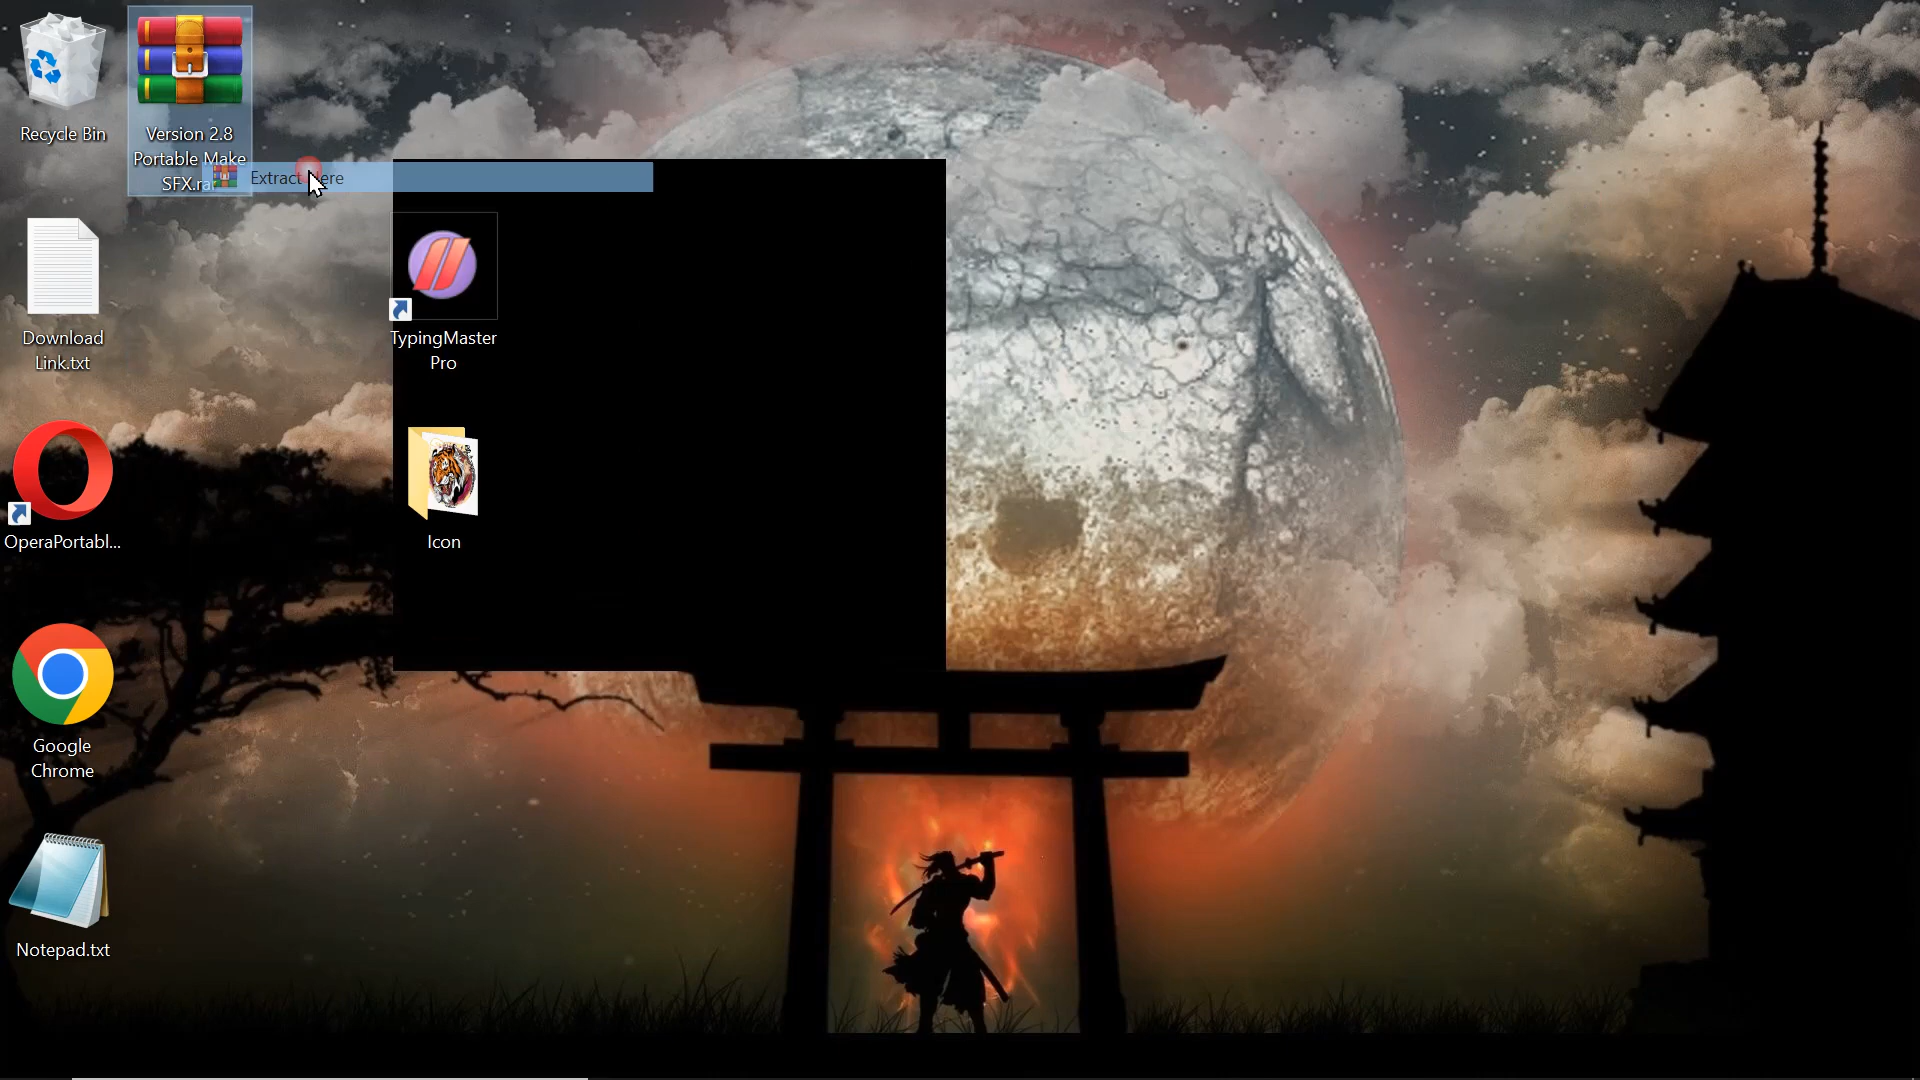 Recycle Bin
Version 2.8
Portable Make
SFX.rar
Extract Here
Download
Link.txt
TypingMaster
Pro
OperaPortabl...
Icon
Google
Chrome
Notepad.txt